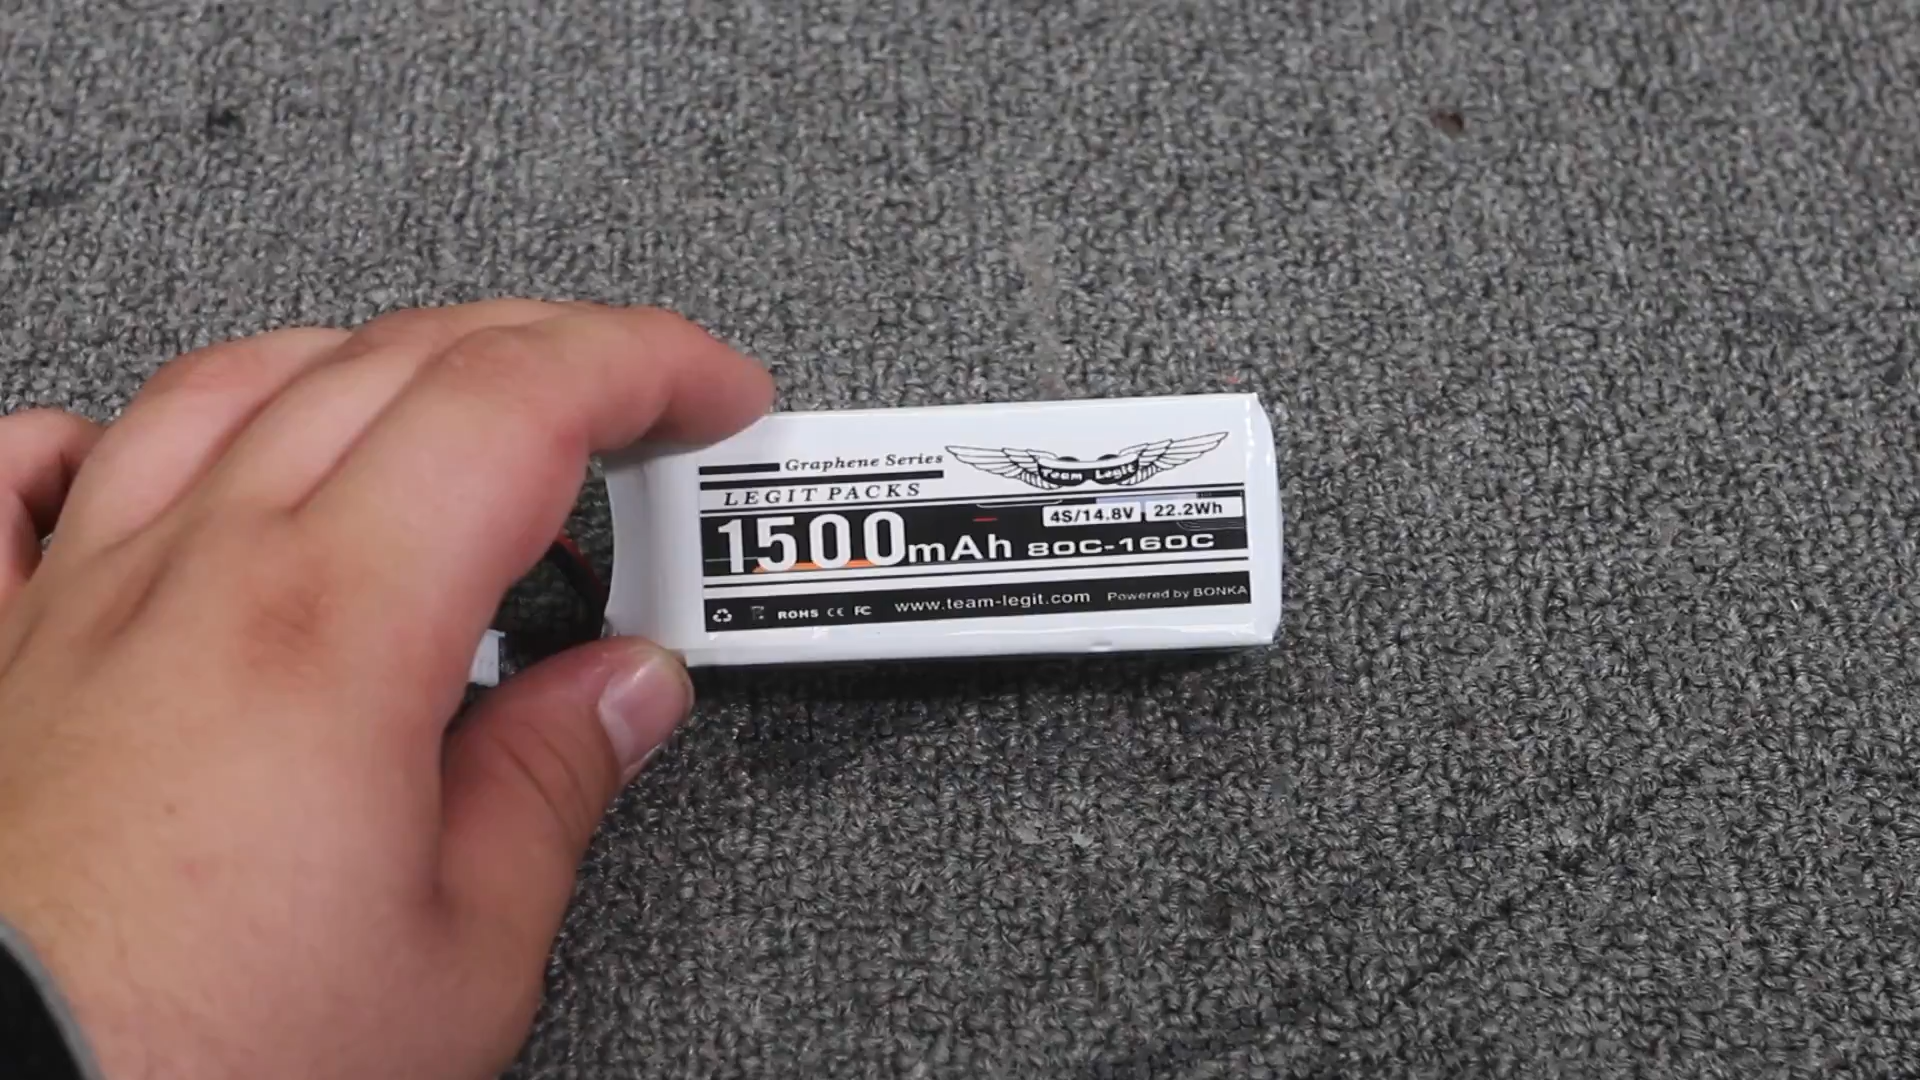 Graphene Series
Team Legit
LEGIT PACKS
4S/14.8V 22.2Wh
1500mAh 80C-160C
ROHS CE FC www.team-legit.com Powered by BONKA